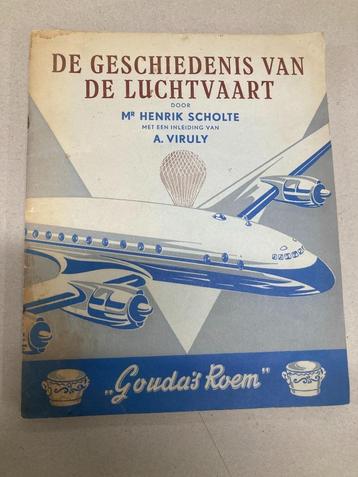 DE GESCHIEDENIS VAN
DE LUCHTVAART
DOOR
MR HENRIK SCHOLTE
MET EEN INLEIDING VAN
A. VIRULY
„Gouda's Roem"